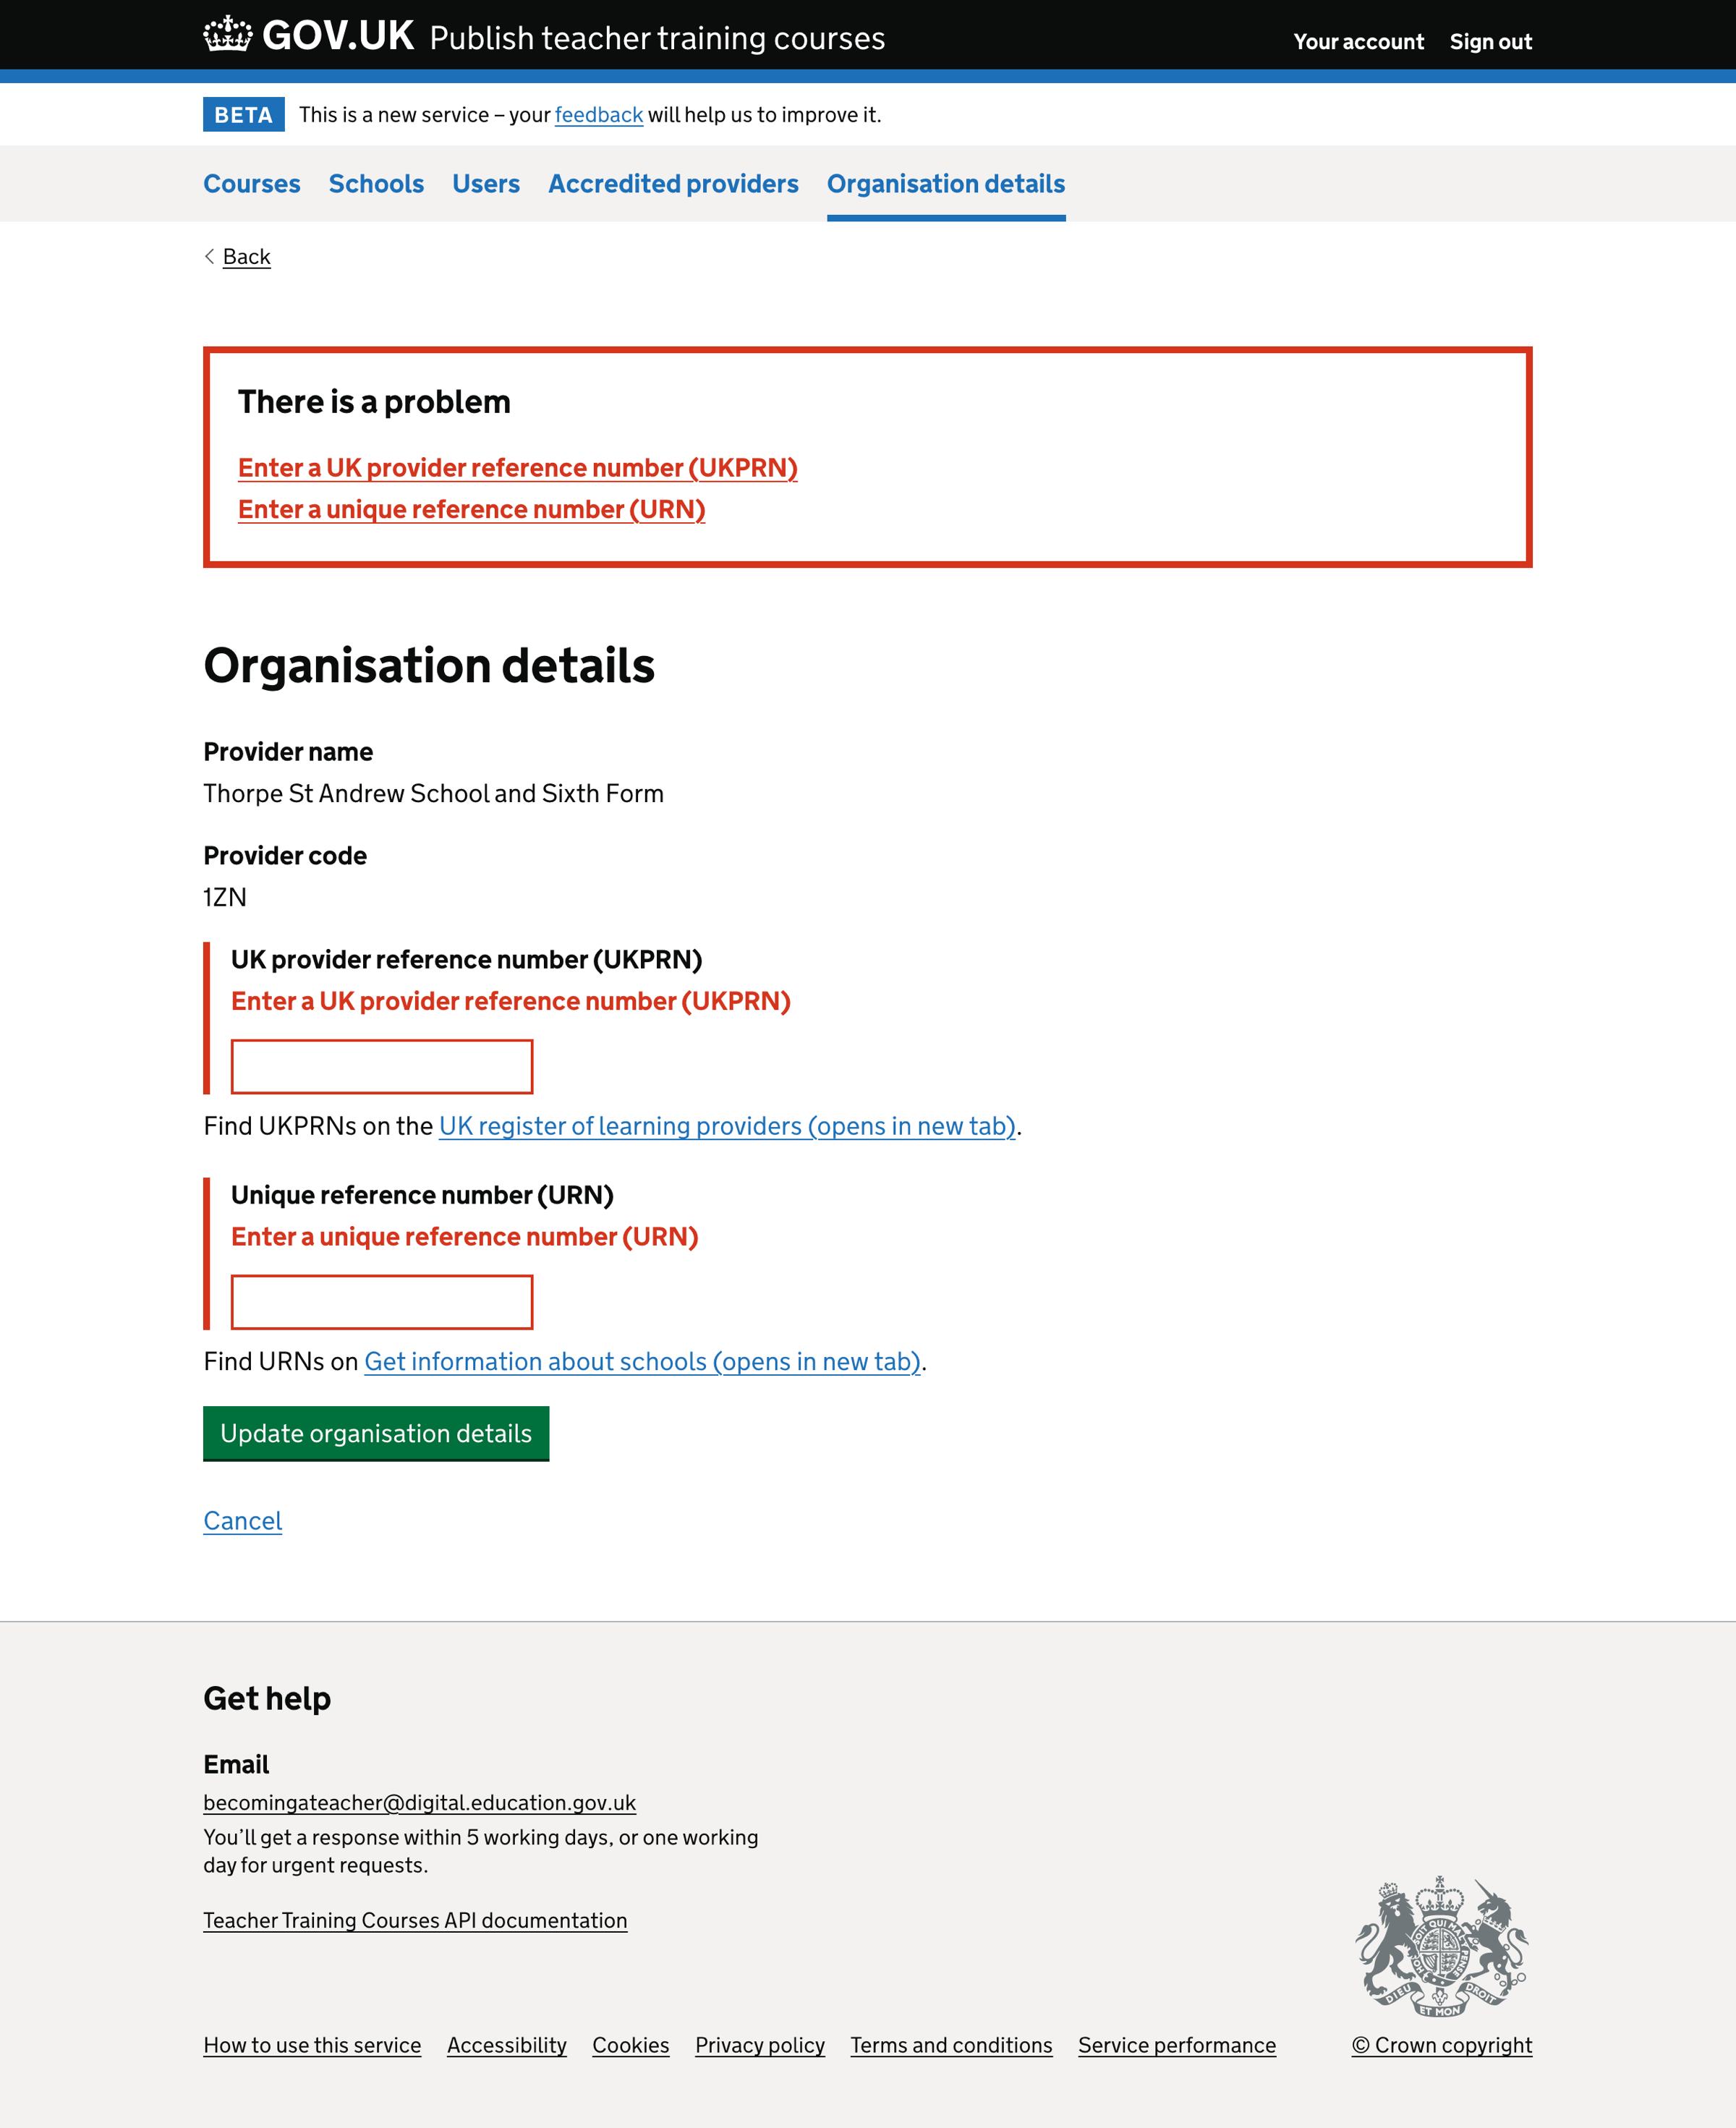 GOV.UK Publish teacher training courses Your account Sign out
BETA This is a new service – your feedback will help us to improve it.
Courses Schools Users Accredited providers Organisation details
Back
There is a problem
Enter a UK provider reference number (UKPRN)
Enter a unique reference number (URN)
Organisation details
Provider name
Thorpe St Andrew School and Sixth Form
Provider code
1ZN
UK provider reference number (UKPRN)
Enter a UK provider reference number (UKPRN)
Find UKPRNs on the UK register of learning providers (opens in new tab).
Unique reference number (URN)
Enter a unique reference number (URN)
Find URNs on Get information about schools (opens in new tab).
Update organisation details
Cancel
Get help
Email
becomingateacher@digital.education.gov.uk
You’ll get a response within 5 working days, or one working
day for urgent requests.
Teacher Training Courses API documentation
DIEU ET MON DROIT
How to use this service Accessibility Cookies Privacy policy Terms and conditions Service performance © Crown copyright